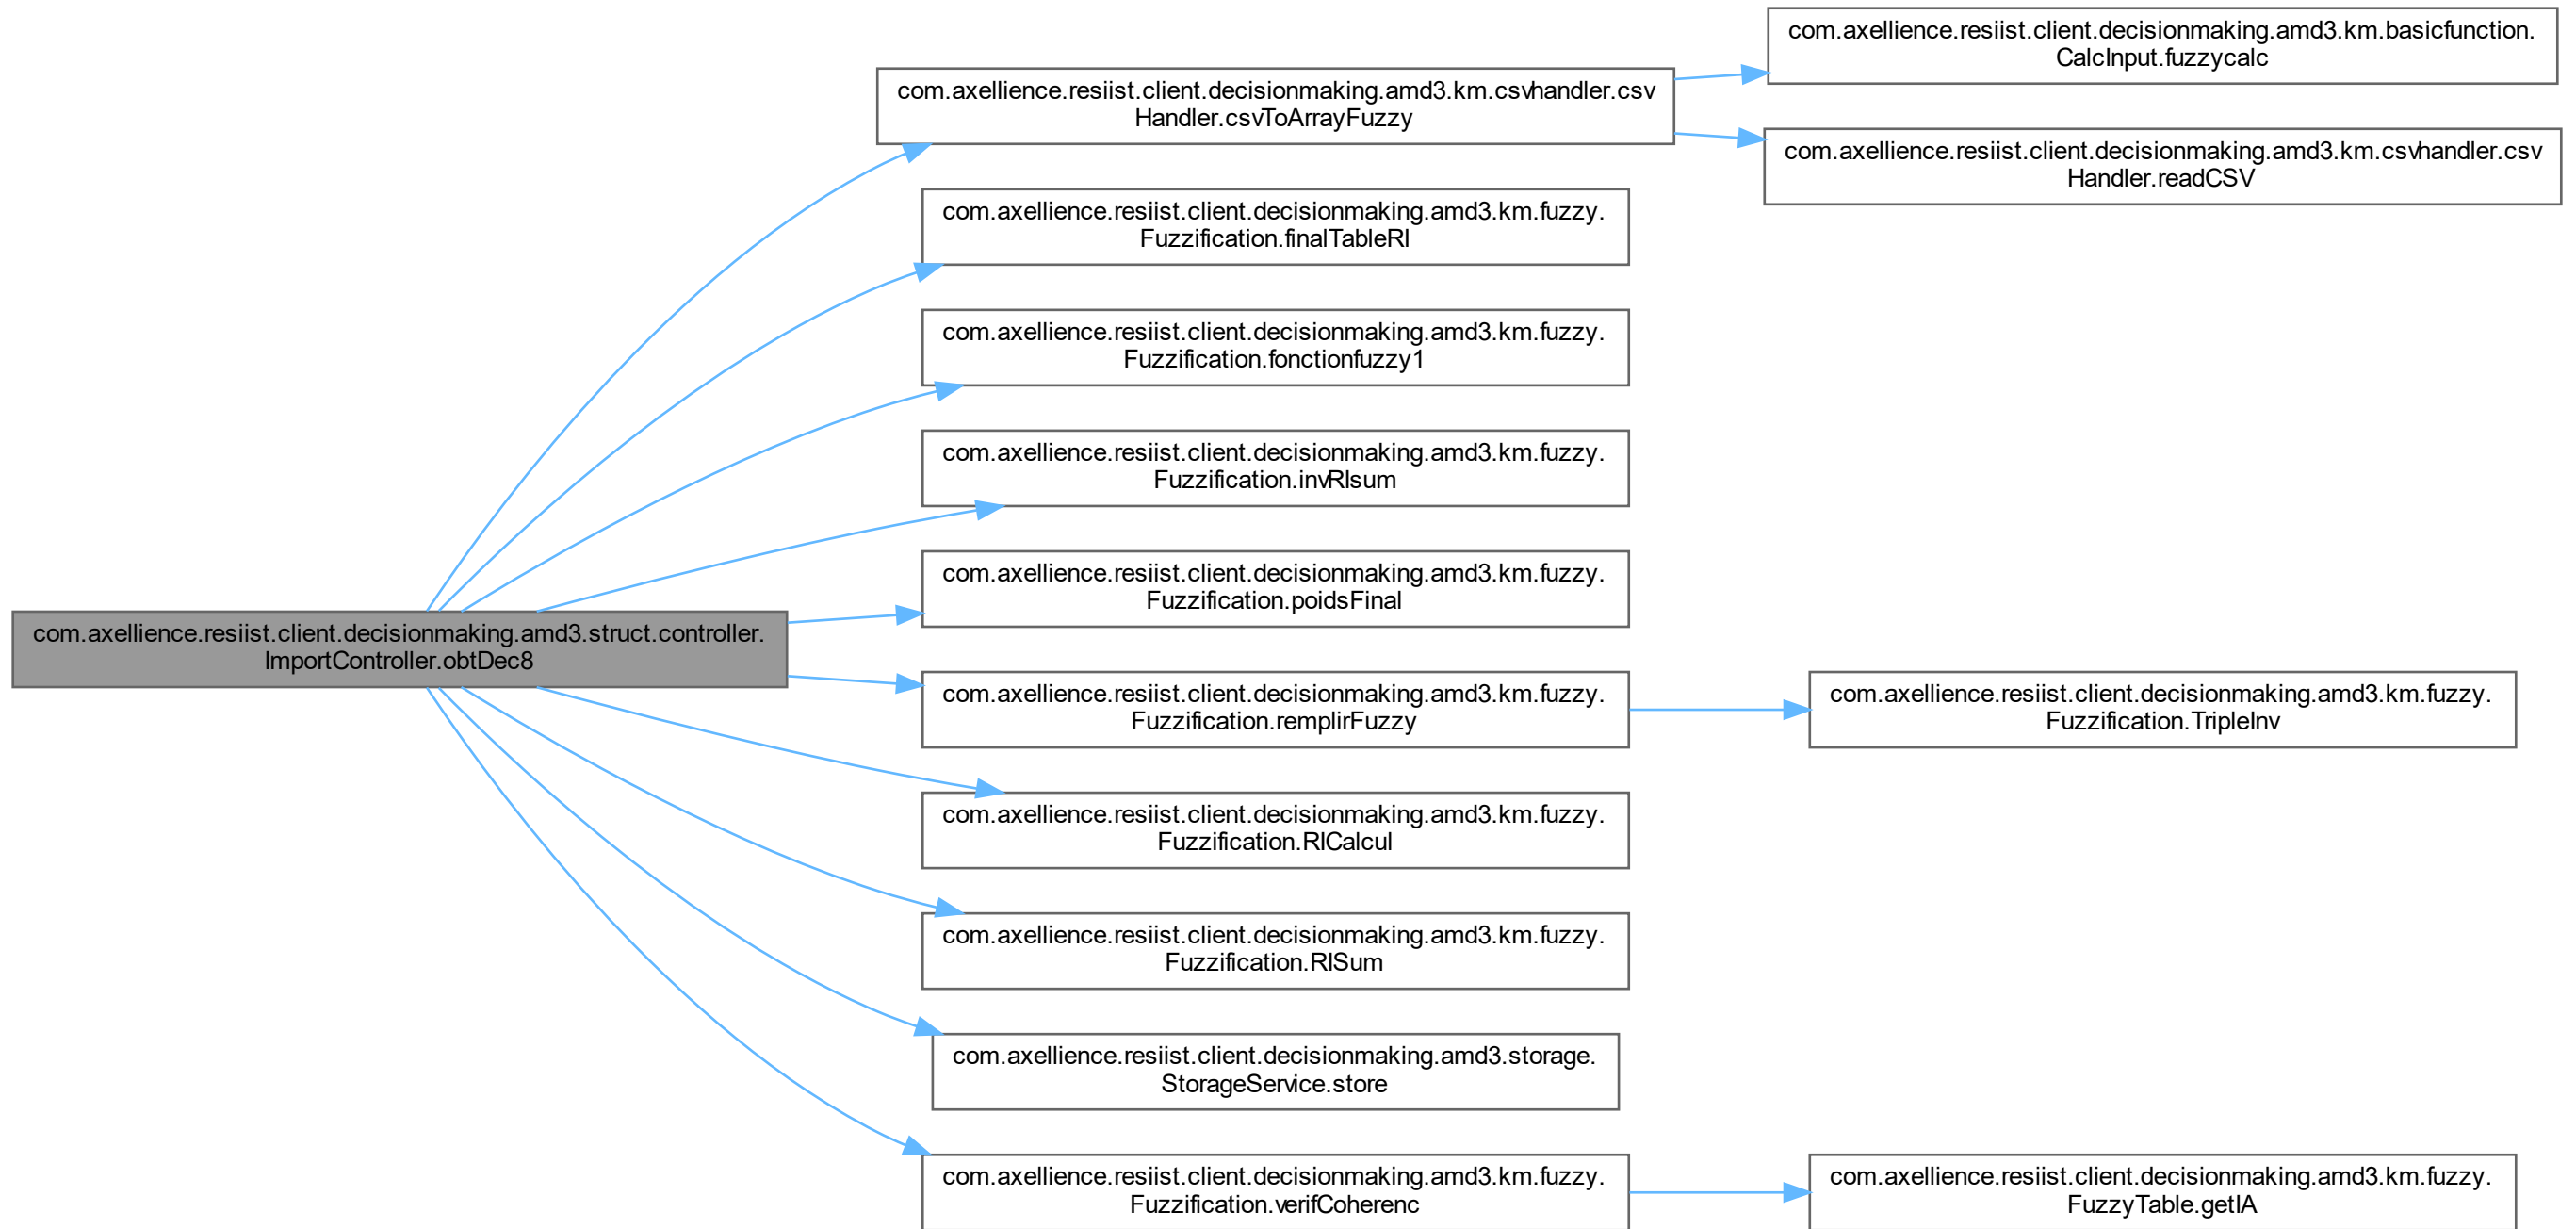 com.axellience.resiist.client.decisionmaking.amd3.km.basicfunction.
CalcInput.fuzzycalc
com.axellience.resiist.client.decisionmaking.amd3.km.csvhandler.csv
Handler.csvToArrayFuzzy
com.axellience.resiist.client.decisionmaking.amd3.km.csvhandler.csv
Handler.readCSV
com.axellience.resiist.client.decisionmaking.amd3.km.fuzzy.
Fuzzification.finalTableRI
com.axellience.resiist.client.decisionmaking.amd3.km.fuzzy.
Fuzzification.fonctionfuzzy1
com.axellience.resiist.client.decisionmaking.amd3.km.fuzzy.
Fuzzification.invRIsum
com.axellience.resiist.client.decisionmaking.amd3.km.fuzzy.
Fuzzification.poidsFinal
com.axellience.resiist.client.decisionmaking.amd3.struct.controller.
ImportController.obtDec8
com.axellience.resiist.client.decisionmaking.amd3.km.fuzzy.
Fuzzification.remplirFuzzy
com.axellience.resiist.client.decisionmaking.amd3.km.fuzzy.
Fuzzification.TripleInv
com.axellience.resiist.client.decisionmaking.amd3.km.fuzzy.
Fuzzification.RICalcul
com.axellience.resiist.client.decisionmaking.amd3.km.fuzzy.
Fuzzification.RISum
com.axellience.resiist.client.decisionmaking.amd3.storage.
StorageService.store
com.axellience.resiist.client.decisionmaking.amd3.km.fuzzy.
Fuzzification.verifCoherenc
com.axellience.resiist.client.decisionmaking.amd3.km.fuzzy.
FuzzyTable.getIA